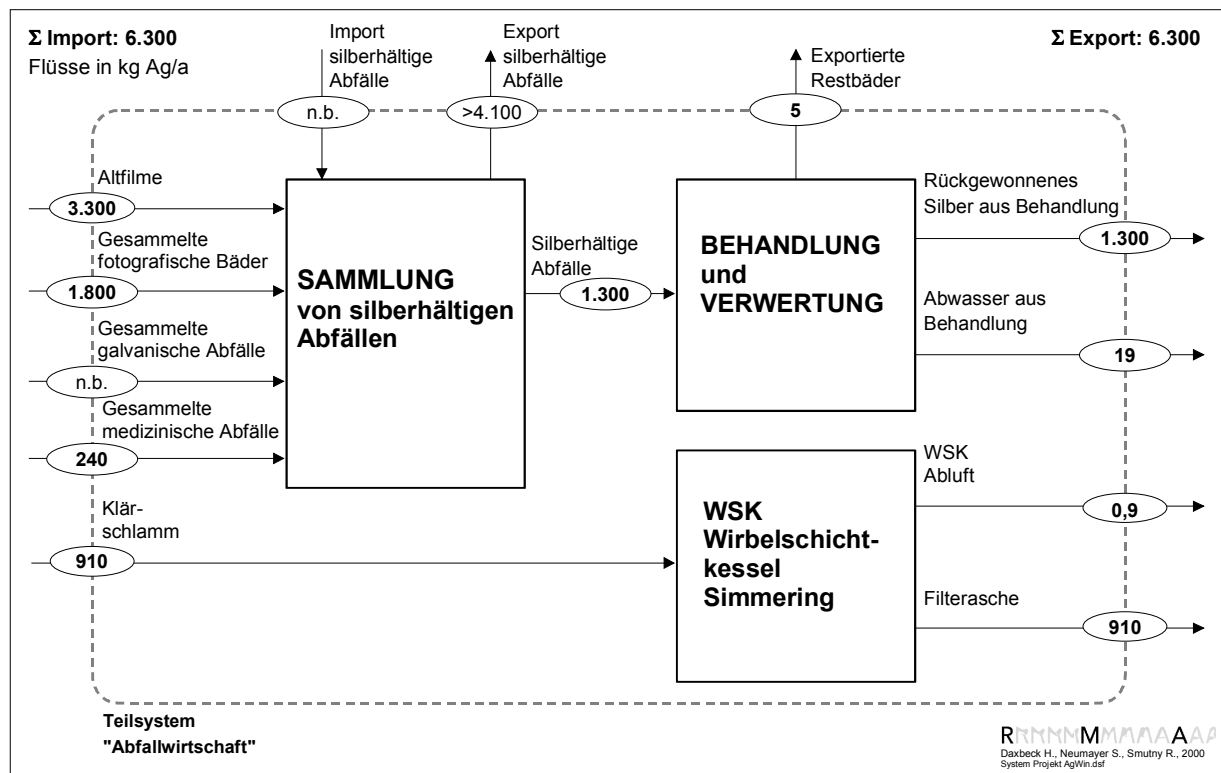 Σ Import: 6.300
Flüsse in kg Ag/a
Import
silberhältige
Abfälle
n.b.
Export
silberhältige
Abfälle
>4.100
Exportierte
Restbäder
5
Σ Export: 6.300
Altfilme
3.300
Gesammelte
fotografische Bäder
1.800
Gesammelte
galvanische Abfälle
n.b.
Gesammelte
medizinische Abfälle
240
Klär-
schlamm
910
SAMMLUNG
von silberhältigen
Abfällen
Silberhältige
Abfälle
1.300
BEHANDLUNG
und
VERWERTUNG
Rückgewonnenes
Silber aus Behandlung
1.300
Abwasser aus
Behandlung
19
WSK
Wirbelschicht-
kessel
Simmering
WSK
Abluft
0,9
Filterasche
910
Teilsystem
"Abfallwirtschaft"
R M A
Daxbeck H., Neumayer S., Smutny R., 2000
System Projekt AgWin.dsf